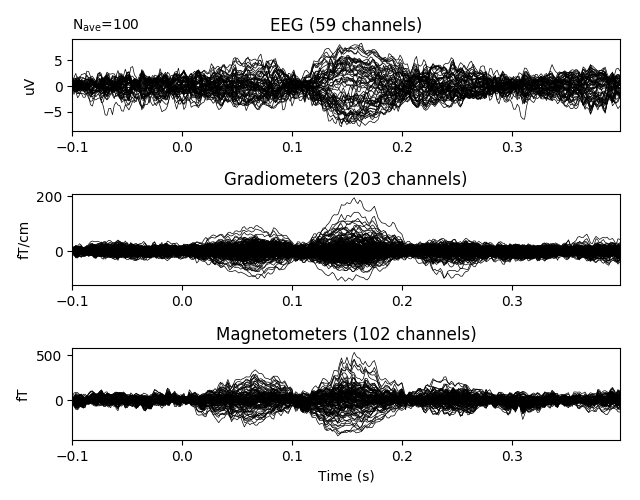 N_ave=100
EEG (59 channels)
5
0
−5
uV
−0.1 0.0 0.1 0.2 0.3
Gradiometers (203 channels)
200
0
fT/cm
−0.1 0.0 0.1 0.2 0.3
Magnetometers (102 channels)
500
0
fT
−0.1 0.0 0.1 0.2 0.3
Time (s)